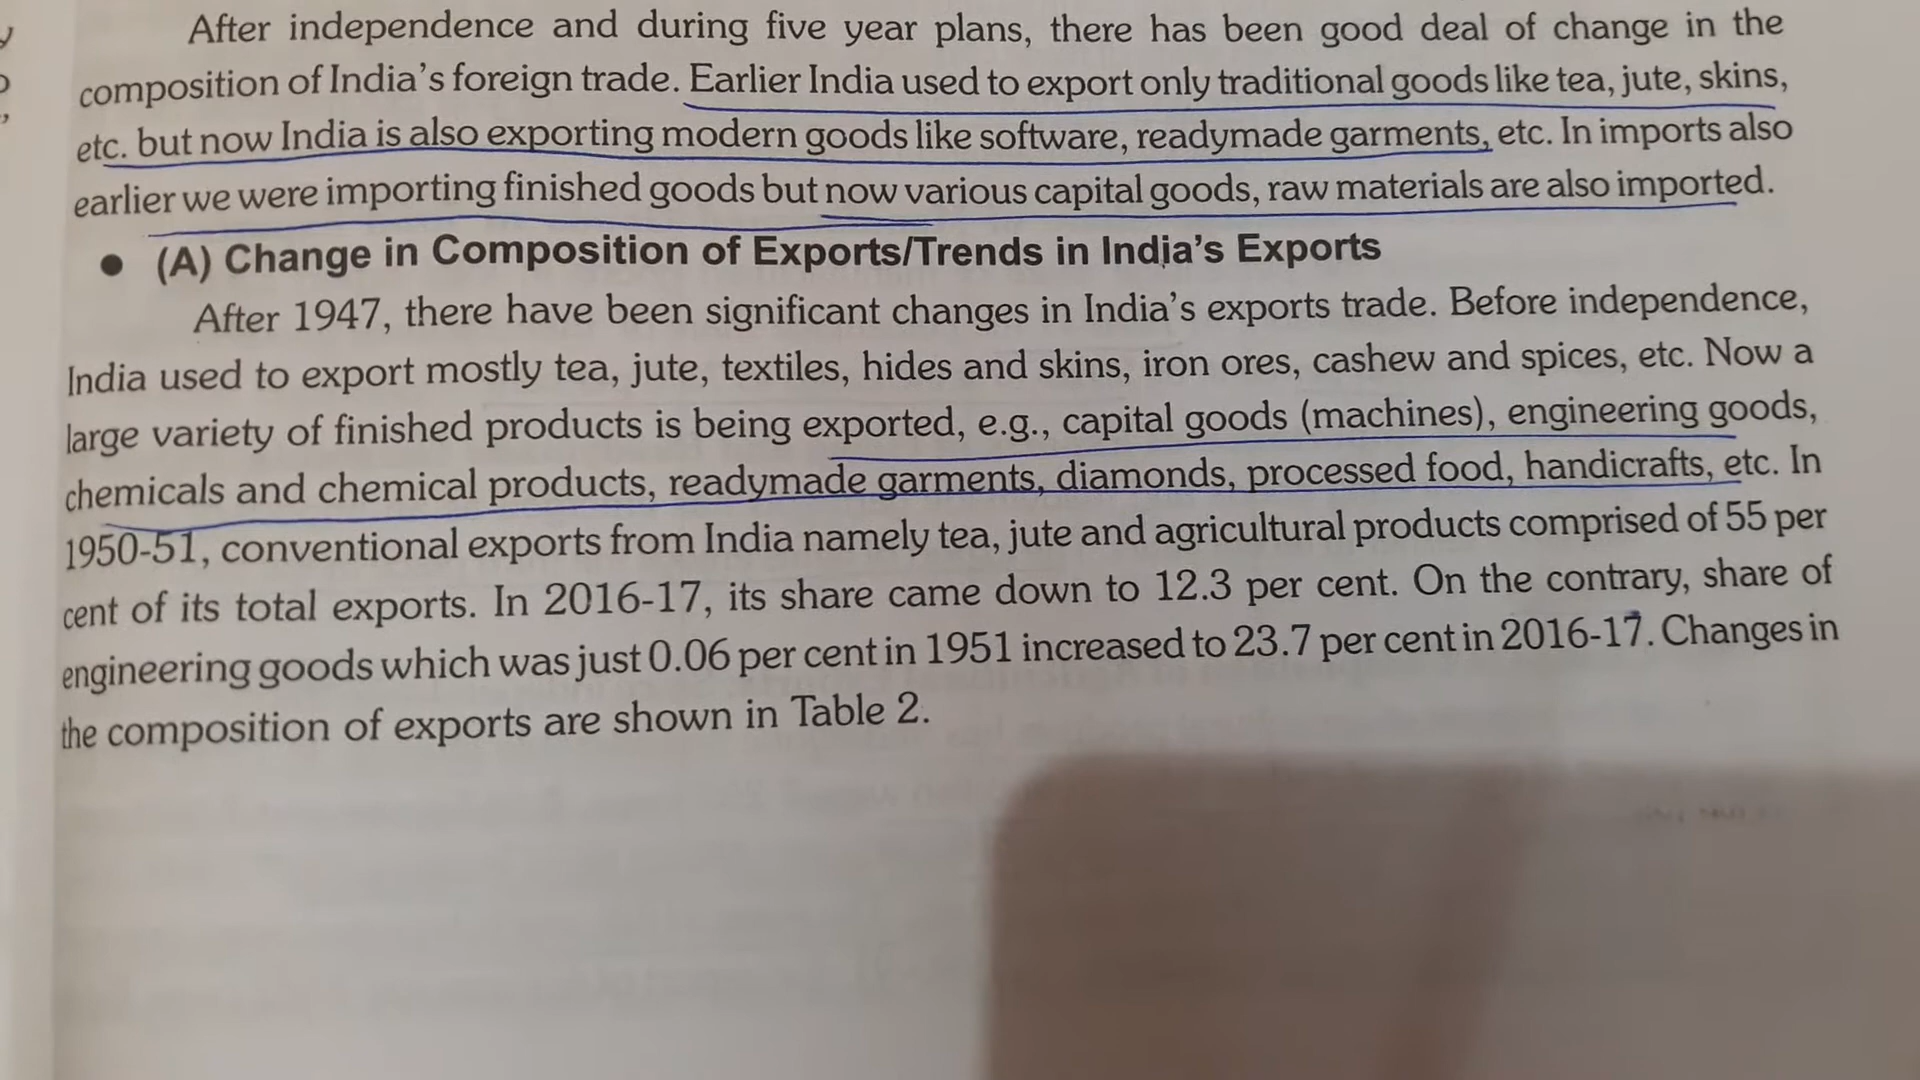 After independence and during five year plans, there has been good deal of change in the
composition of India's foreign trade. Earlier India used to export only traditional goods like tea, jute, skins,
etc. but now India is also exporting modern goods like software, readymade garments, etc. In imports also
earlier we were importing finished goods but now various capital goods, raw materials are also imported.
● (A) Change in Composition of Exports/Trends in India's Exports
After 1947, there have been significant changes in India's exports trade. Before independence,
India used to export mostly tea, jute, textiles, hides and skins, iron ores, cashew and spices, etc. Now a
large variety of finished products is being exported, e.g., capital goods (machines), engineering goods,
chemicals and chemical products, readymade garments, diamonds, processed food, handicrafts, etc. In
1950-51, conventional exports from India namely tea, jute and agricultural products comprised of 55 per
cent of its total exports. In 2016-17, its share came down to 12.3 per cent. On the contrary, share of
engineering goods which was just 0.06 per cent in 1951 increased to 23.7 per cent in 2016-17. Changes in
the composition of exports are shown in Table 2.